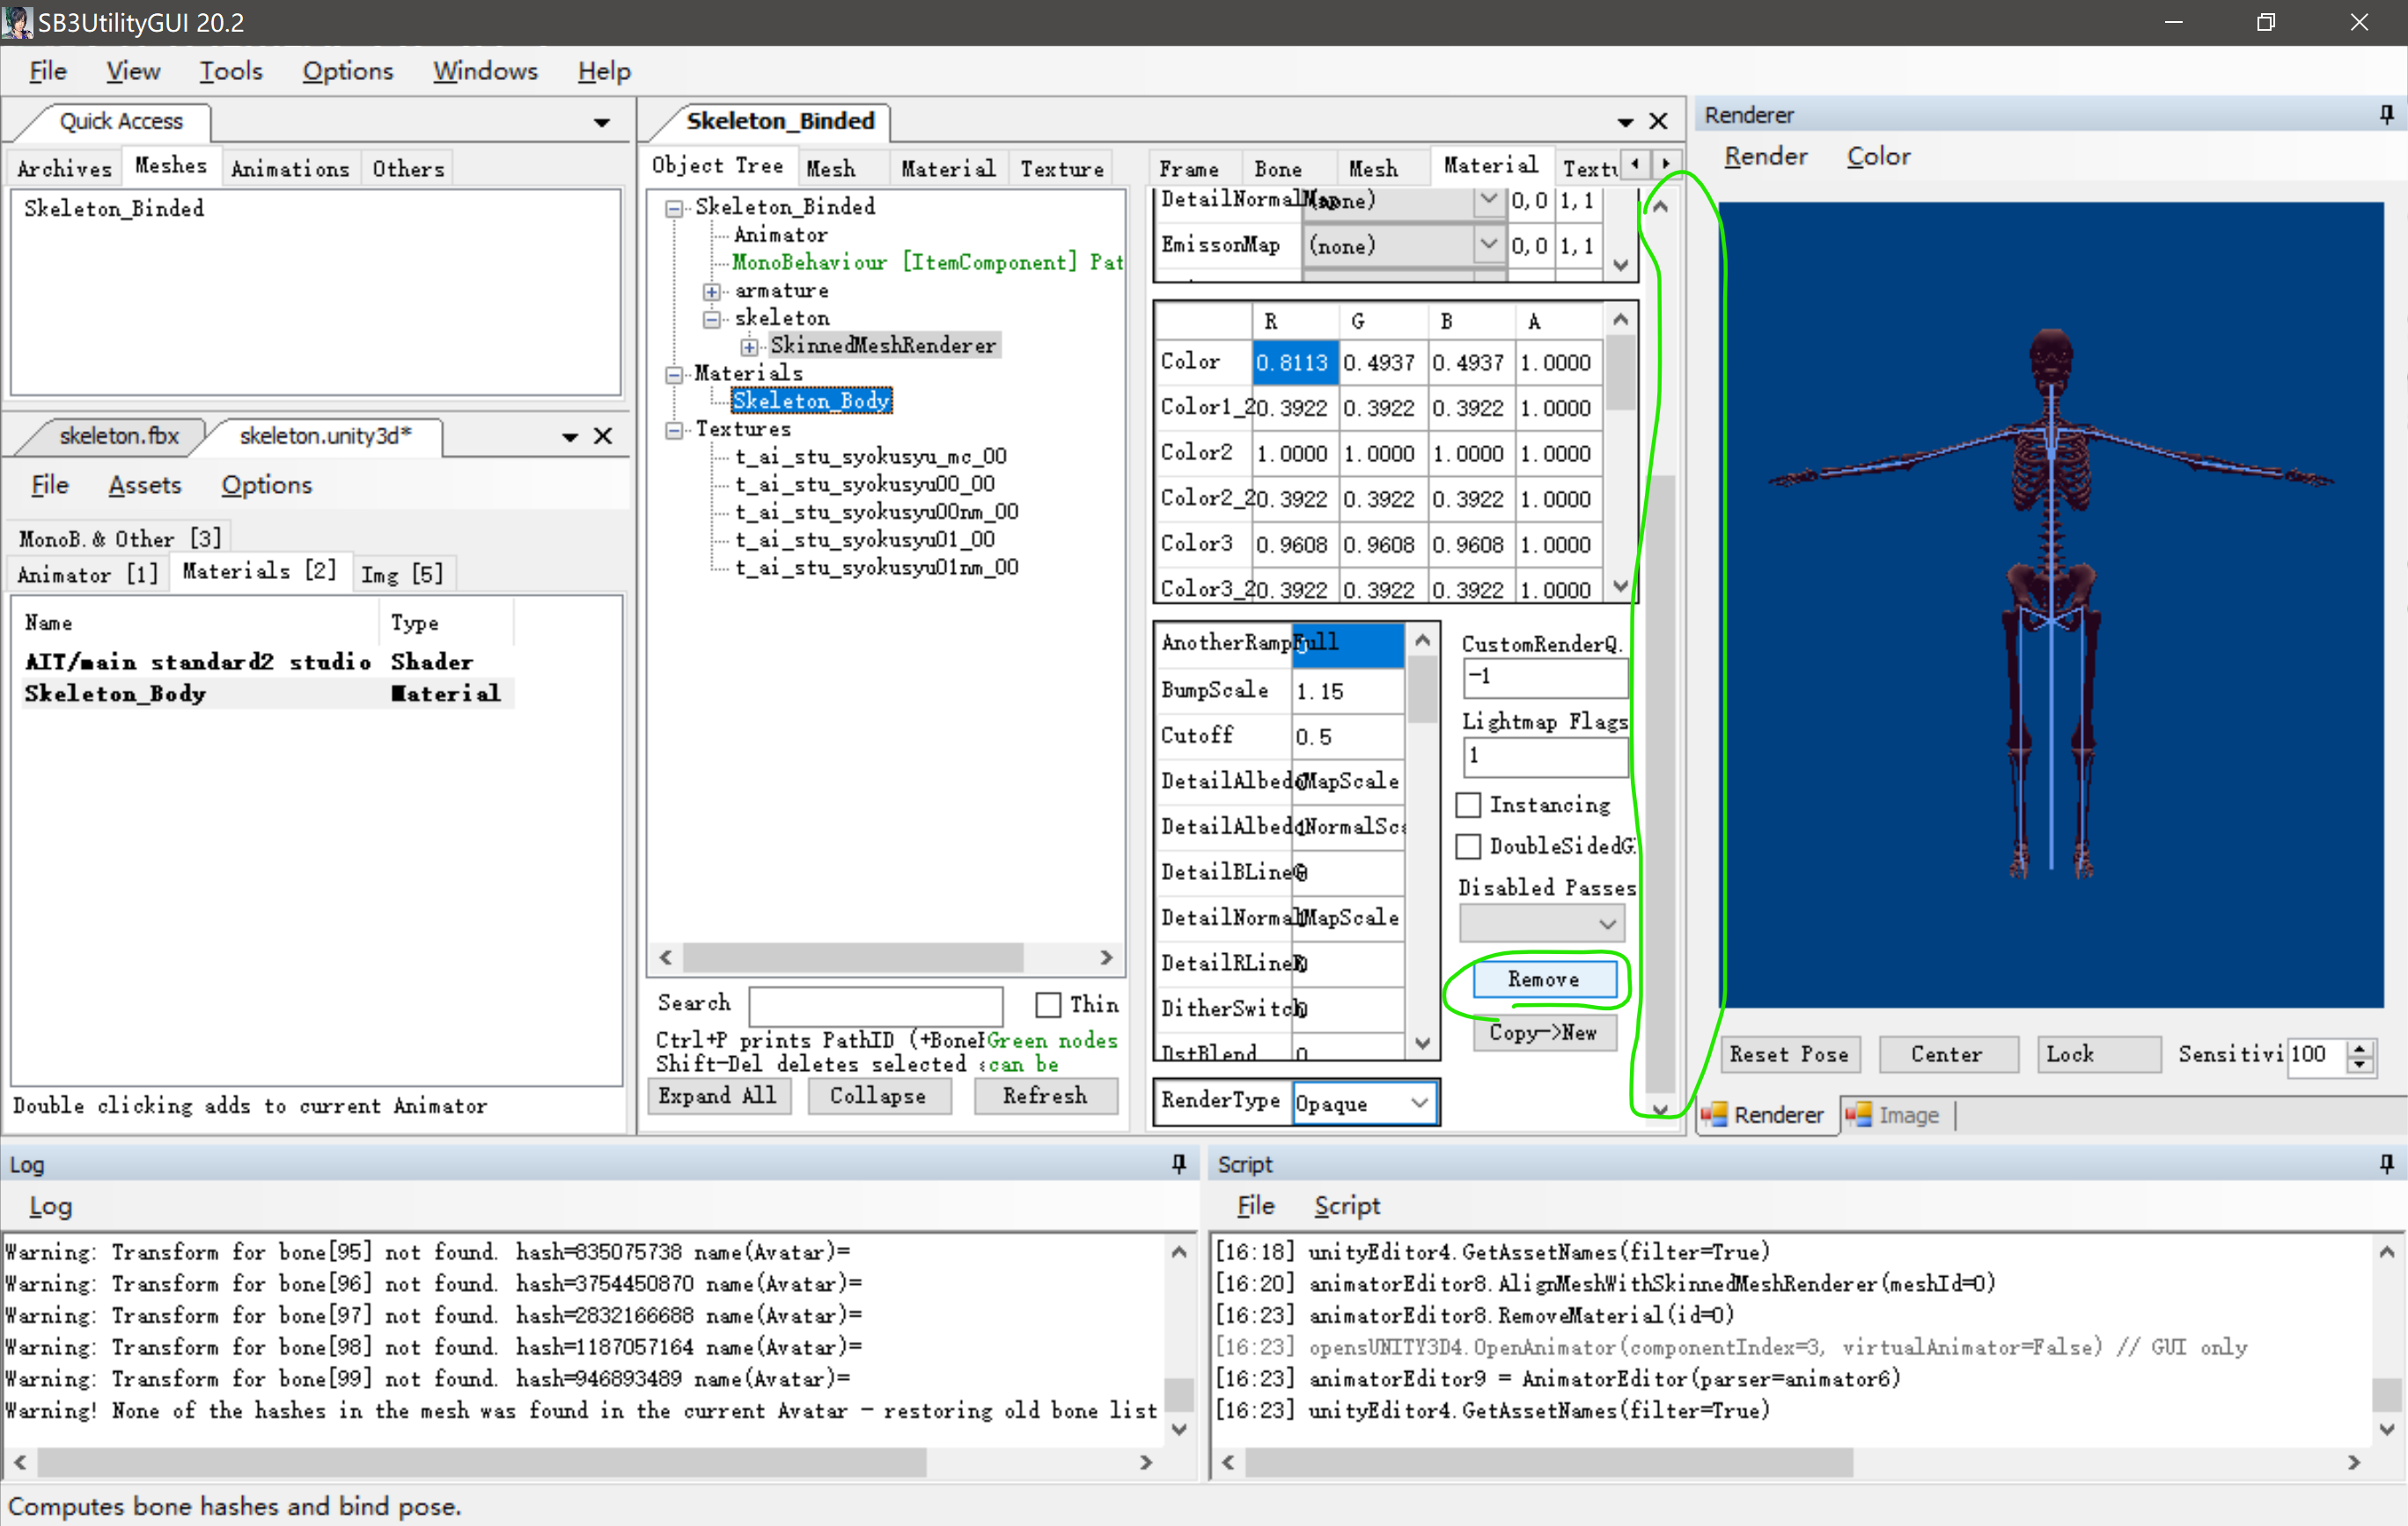 SB3UtilityGUI 20.2
File View Tools Options Windows Help
Quick Access
Archives Meshes Animations Others
Skeleton_Binded
skeleton.fbx skeleton.unity3d*
File Assets Options
MonoB.& Other [3]
Animator [1] Materials [2] Img [5]
Name Type
AIT/main standard2 studio Shader
Skeleton_Body Material
Double clicking adds to current Animator
Skeleton_Binded
Object Tree Mesh Material Texture
Skeleton_Binded
Animator
MonoBehaviour [ItemComponent] Pat
armature
skeleton
SkinnedMeshRenderer
Materials
Skeleton_Body
Textures
t_ai_stu_syokusyu_mc_00
t_ai_stu_syokusyu00_00
t_ai_stu_syokusyu00nm_00
t_ai_stu_syokusyu01_00
t_ai_stu_syokusyu01nm_00
Search Thin
Ctrl+P prints PathID (+Bone Green nodes
Shift-Del deletes selected can be
Expand All Collapse Refresh
Frame Bone Mesh Material Text
DetailNormalMap (none) 0,0 1,1
EmissonMap (none) 0,0 1,1
R G B A
Color 0.8113 0.4937 0.4937 1.0000
Color1_2 0.3922 0.3922 0.3922 1.0000
Color2 1.0000 1.0000 1.0000 1.0000
Color2_2 0.3922 0.3922 0.3922 1.0000
Color3 0.9608 0.9608 0.9608 1.0000
Color3_2 0.3922 0.3922 0.3922 1.0000
AnotherRampFull
BumpScale 1.15
Cutoff 0.5
DetailAlbedoMapScale
DetailAlbedoNormalSc
DetailBLine
DetailNormalMapScale
DetailRLineR
DitherSwitch
DstBlend 0
RenderType Opaque
CustomRenderQ.
-1
Lightmap Flags
1
Instancing
DoubleSidedG
Disabled Passes
Remove
Copy->New
Renderer
Render Color
Reset Pose Center Lock Sensitivi 100
Renderer Image
Log
Log
Warning: Transform for bone[95] not found. hash=835075738 name(Avatar)=
Warning: Transform for bone[96] not found. hash=3754450870 name(Avatar)=
Warning: Transform for bone[97] not found. hash=2832166688 name(Avatar)=
Warning: Transform for bone[98] not found. hash=1187057164 name(Avatar)=
Warning: Transform for bone[99] not found. hash=946893489 name(Avatar)=
Warning! None of the hashes in the mesh was found in the current Avatar - restoring old bone list
Script
File Script
[16:18] unityEditor4.GetAssetNames(filter=True)
[16:20] animatorEditor8.AlignMeshWithSkinnedMeshRenderer(meshId=0)
[16:23] animatorEditor8.RemoveMaterial(id=0)
[16:23] opensUNITY3D4.OpenAnimator(componentIndex=3, virtualAnimator=False) // GUI only
[16:23] animatorEditor9 = AnimatorEditor(parser=animator6)
[16:23] unityEditor4.GetAssetNames(filter=True)
Computes bone hashes and bind pose.